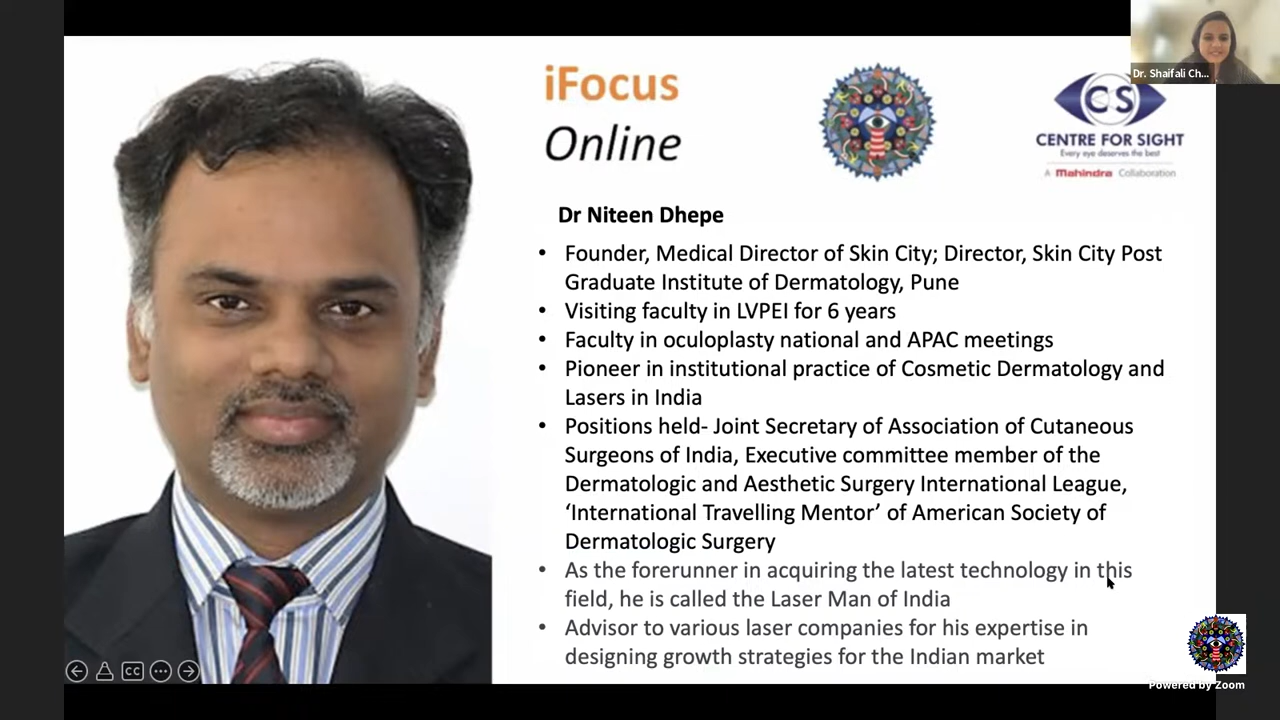 iFocus
Online
CS
CENTRE FOR SIGHT
Every eye deserves the best
A Mahindra Collaboration
Dr. Shaifali Ch...
Dr Niteen Dhepe
• Founder, Medical Director of Skin City; Director, Skin City Post
Graduate Institute of Dermatology, Pune
• Visiting faculty in LVPEI for 6 years
• Faculty in oculoplasty national and APAC meetings
• Pioneer in institutional practice of Cosmetic Dermatology and
Lasers in India
• Positions held- Joint Secretary of Association of Cutaneous
Surgeons of India, Executive committee member of the
Dermatologic and Aesthetic Surgery International League,
‘International Travelling Mentor’ of American Society of
Dermatologic Surgery
• As the forerunner in acquiring the latest technology in this
field, he is called the Laser Man of India
• Advisor to various laser companies for his expertise in
designing growth strategies for the Indian market
CC
Powered by Zoom